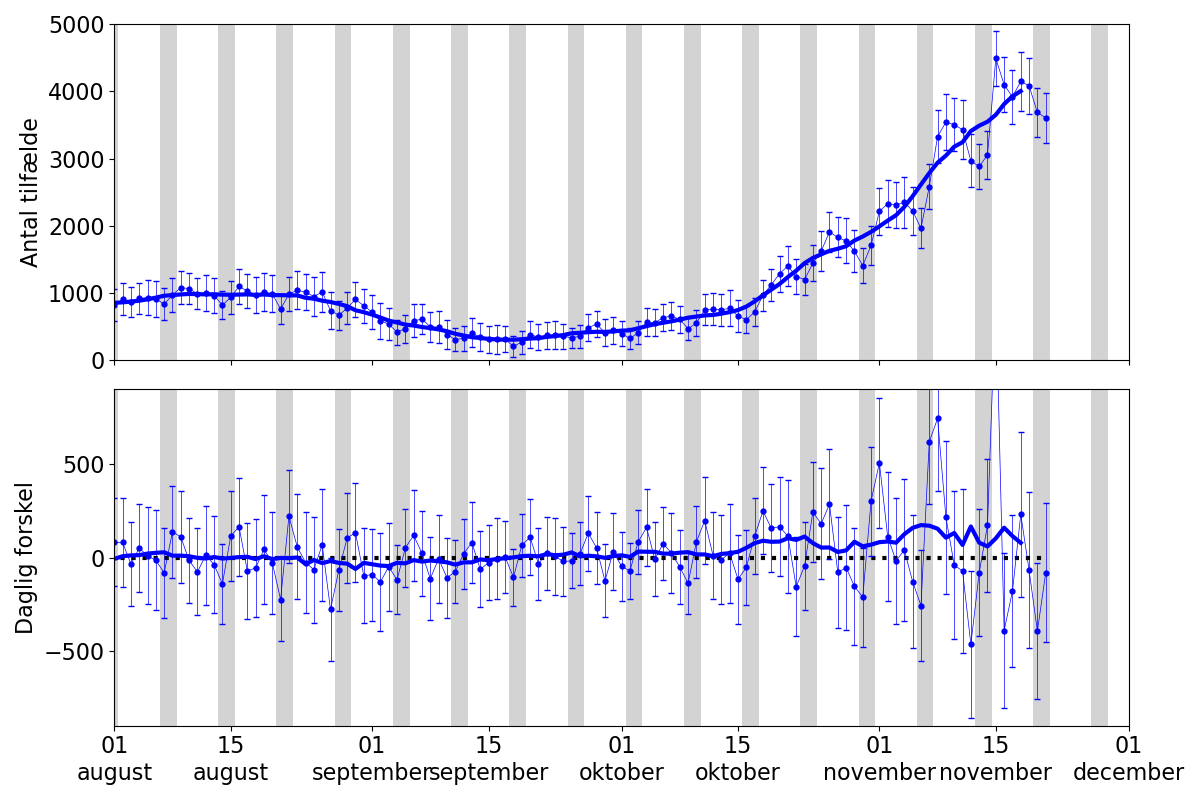 5000
4000
3000
2000
1000
0
Antal tilfælde
500
0
−500
Daglig forskel
01 15 01 15 01 15 01 15 01
august august september september oktober oktober november november december